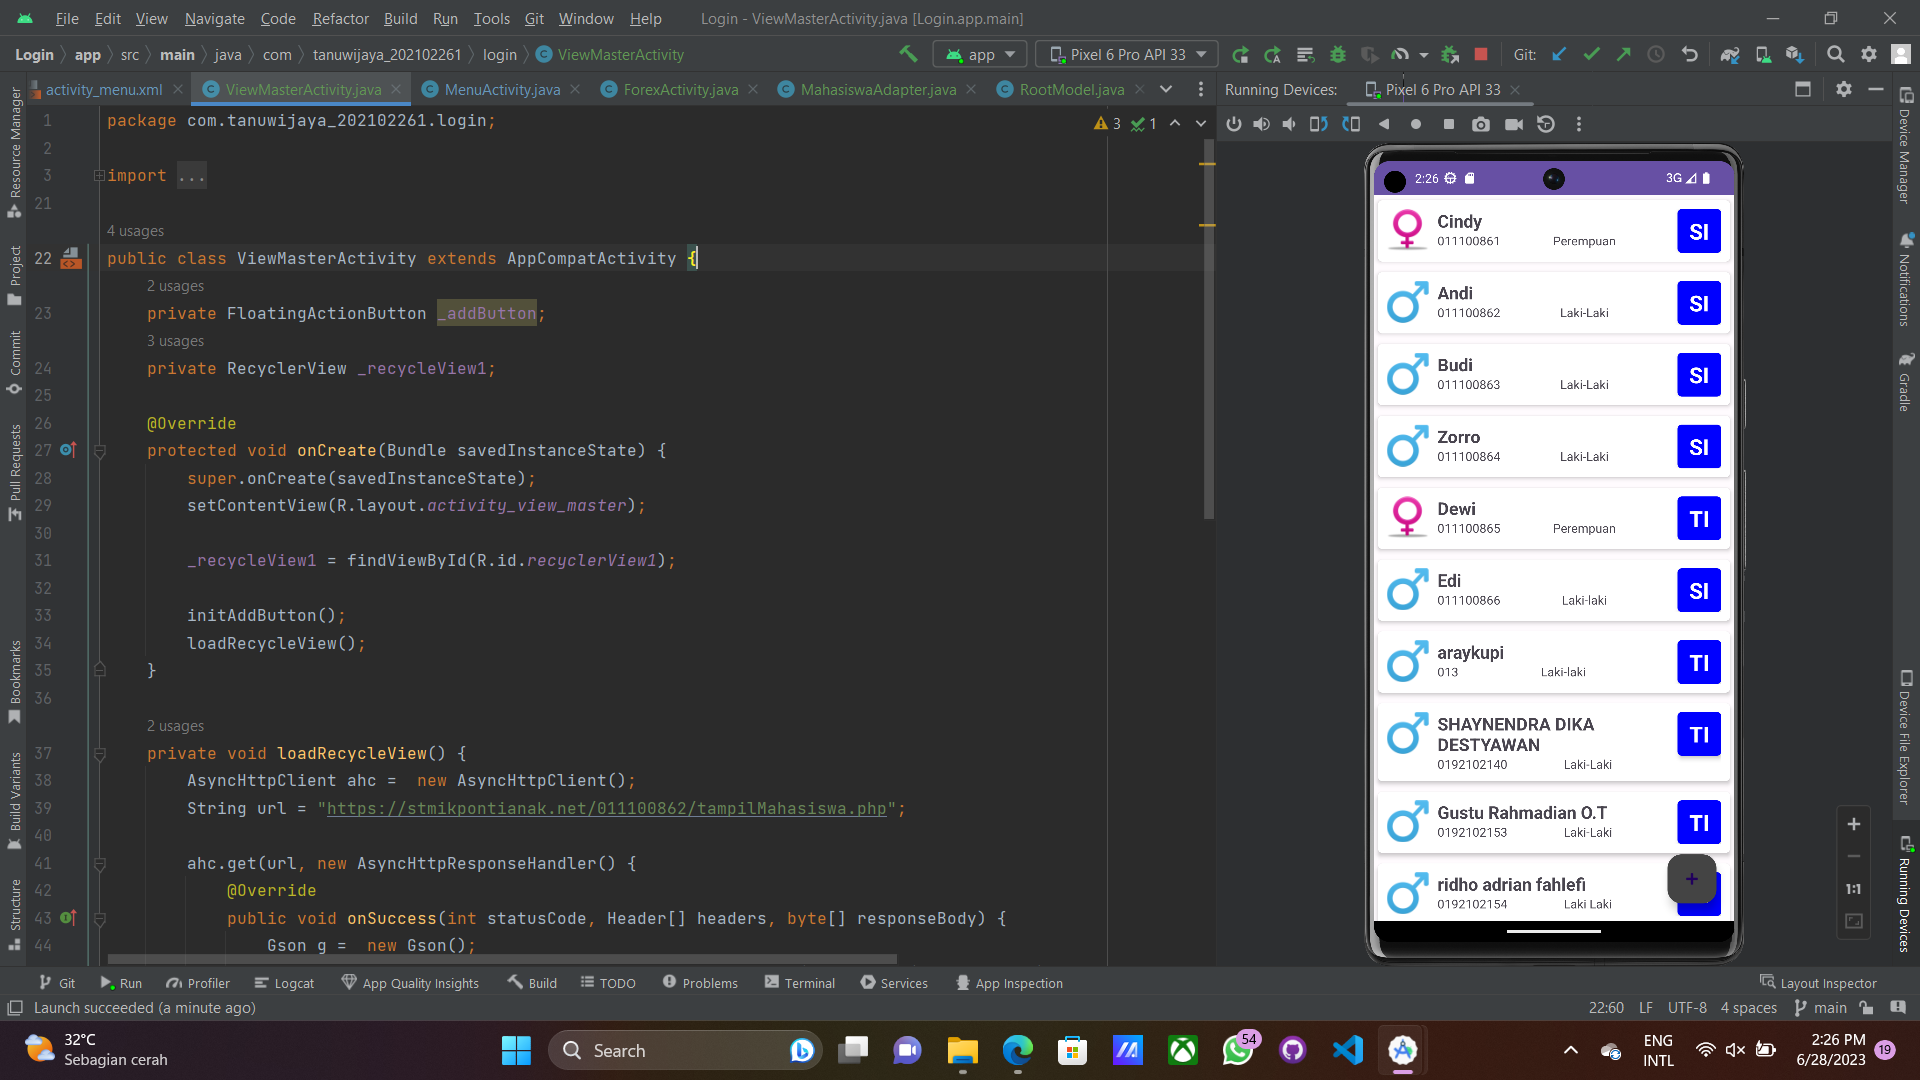 File Edit View Navigate Code Refactor Build Run Tools Git Window Help Login - ViewMasterActivity.java [Login.app.main]
Login app src main java com tanuwijaya_202102261 login ViewMasterActivity app Pixel 6 Pro API 33 Git:
activity_menu.xml ViewMasterActivity.java MenuActivity.java ForexActivity.java MahasiswaAdapter.java RootModel.java
Running Devices: Pixel 6 Pro API 33
Resource Manager
Project
Commit
Pull Requests
Bookmarks
Build Variants
Structure
3 1
1 package com.tanuwijaya_202102261.login;
2
3 import ...
21
4 usages
22 public class ViewMasterActivity extends AppCompatActivity {
2 usages
23 private FloatingActionButton _addButton;
3 usages
24 private RecyclerView _recycleView1;
25
26 @Override
27 protected void onCreate(Bundle savedInstanceState) {
28 super.onCreate(savedInstanceState);
29 setContentView(R.layout.activity_view_master);
30
31 _recycleView1 = findViewById(R.id.recyclerView1);
32
33 initAddButton();
34 loadRecycleView();
35 }
36
2 usages
37 private void loadRecycleView() {
38 AsyncHttpClient ahc =  new AsyncHttpClient();
39 String url = "https://stmikpontianak.net/011100862/tampilMahasiswa.php";
40
41 ahc.get(url, new AsyncHttpResponseHandler() {
42 @Override
43 public void onSuccess(int statusCode, Header[] headers, byte[] responseBody) {
44 Gson g =  new Gson();
2:26 3G
Cindy
011100861 Perempuan SI
Andi
011100862 Laki-Laki SI
Budi
011100863 Laki-Laki SI
Zorro
011100864 Laki-Laki SI
Dewi
011100865 Perempuan TI
Edi
011100866 Laki-laki SI
araykupi
013 Laki-laki TI
SHAYNENDRA DIKA
DESTYAWAN
0192102140 Laki-Laki TI
Gustu Rahmadian O.T
0192102153 Laki-Laki TI
ridho adrian fahlefi
0192102154 Laki Laki
+
1:1
Device Manager
Notifications
Gradle
Device File Explorer
Running Devices
Git Run Profiler Logcat App Quality Insights Build TODO Problems Terminal Services App Inspection Layout Inspector
Launch succeeded (a minute ago) 22:60 LF UTF-8 4 spaces main
32°C
Sebagian cerah
Search
54
ENG
INTL
2:26 PM
6/28/2023
19